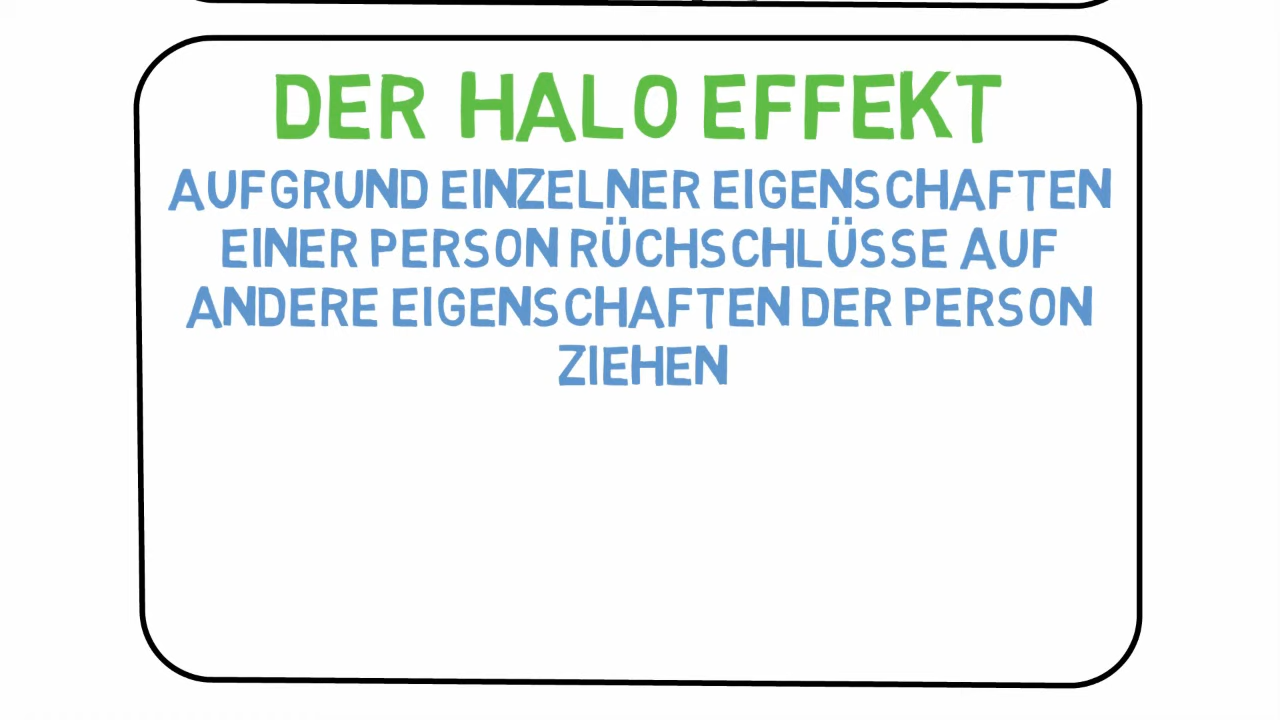 DER HALO EFFEKT
AUFGRUND EINZELNER EIGENSCHAFTEN
EINER PERSON RÜCHSCHLÜSSE AUF
ANDERE EIGENSCHAFTEN DER PERSON
ZIEHEN